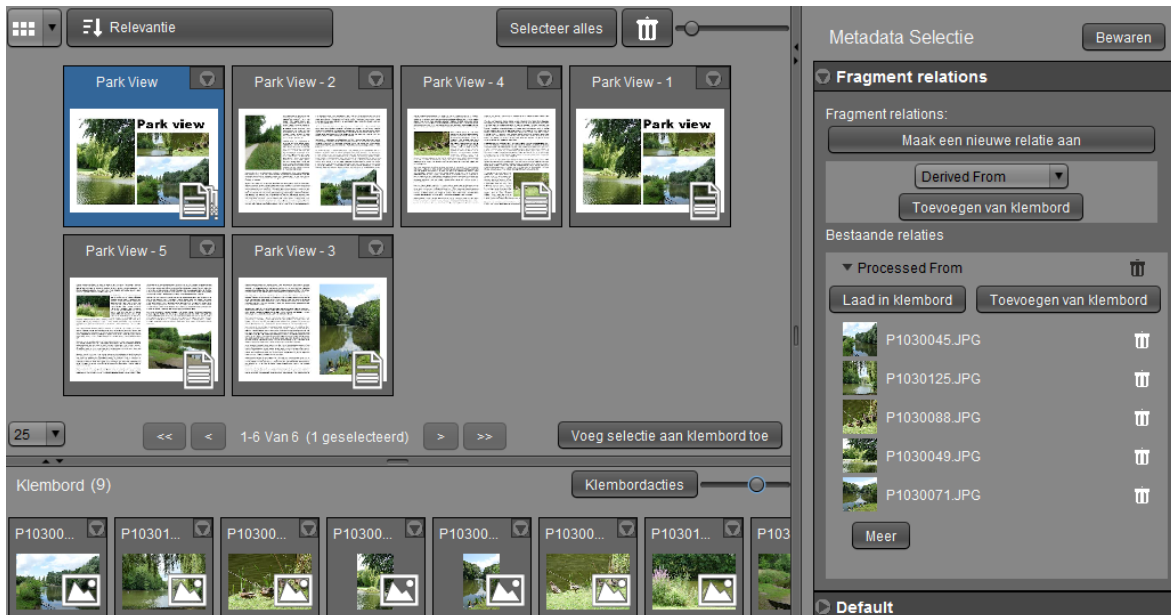 Relevantie
Selecteer alles
Park View
Park View - 2
Park View - 4
Park View - 1
Park view
Park view
Park View - 5
Park View - 3
25
<<
<
1-6 Van 6 (1 geselecteerd)
>
>>
Voeg selectie aan klembord toe
Klembord (9)
Klembordacties
P10300...
P10301...
P10300...
P10300...
P10300...
P10300...
P10301...
P103
Metadata Selectie
Bewaren
Fragment relations
Fragment relations:
Maak een nieuwe relatie aan
Derived From
Toevoegen van klembord
Bestaande relaties
Processed From
Laad in klembord
Toevoegen van klembord
P1030045.JPG
P1030125.JPG
P1030088.JPG
P1030049.JPG
P1030071.JPG
Meer
Default